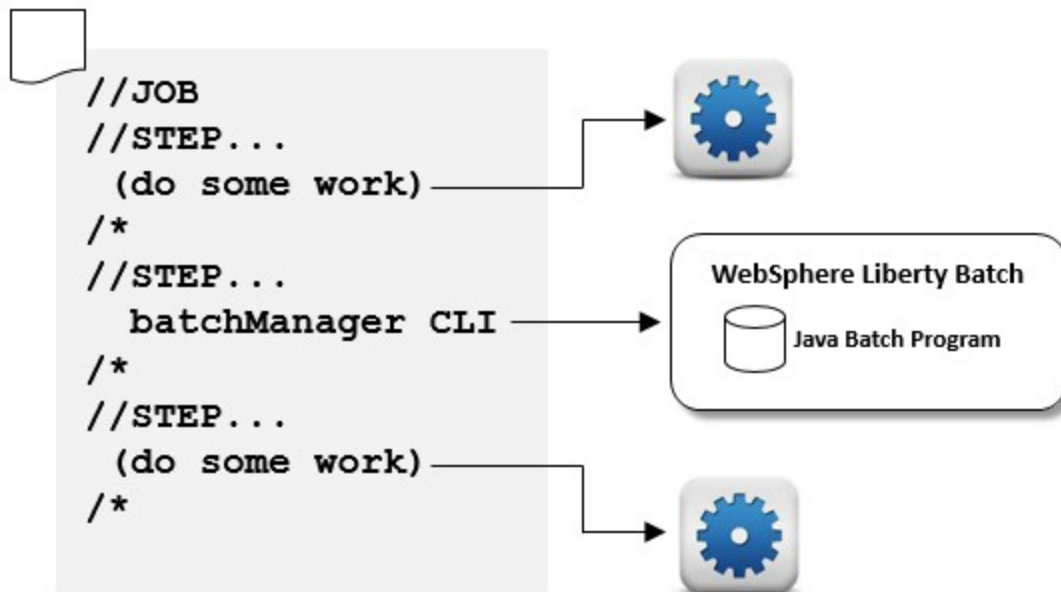 //JOB
//STEP...
(do some work)
/*
//STEP...
batchManager CLI
/*
//STEP...
(do some work)
/*
WebSphere Liberty Batch
Java Batch Program